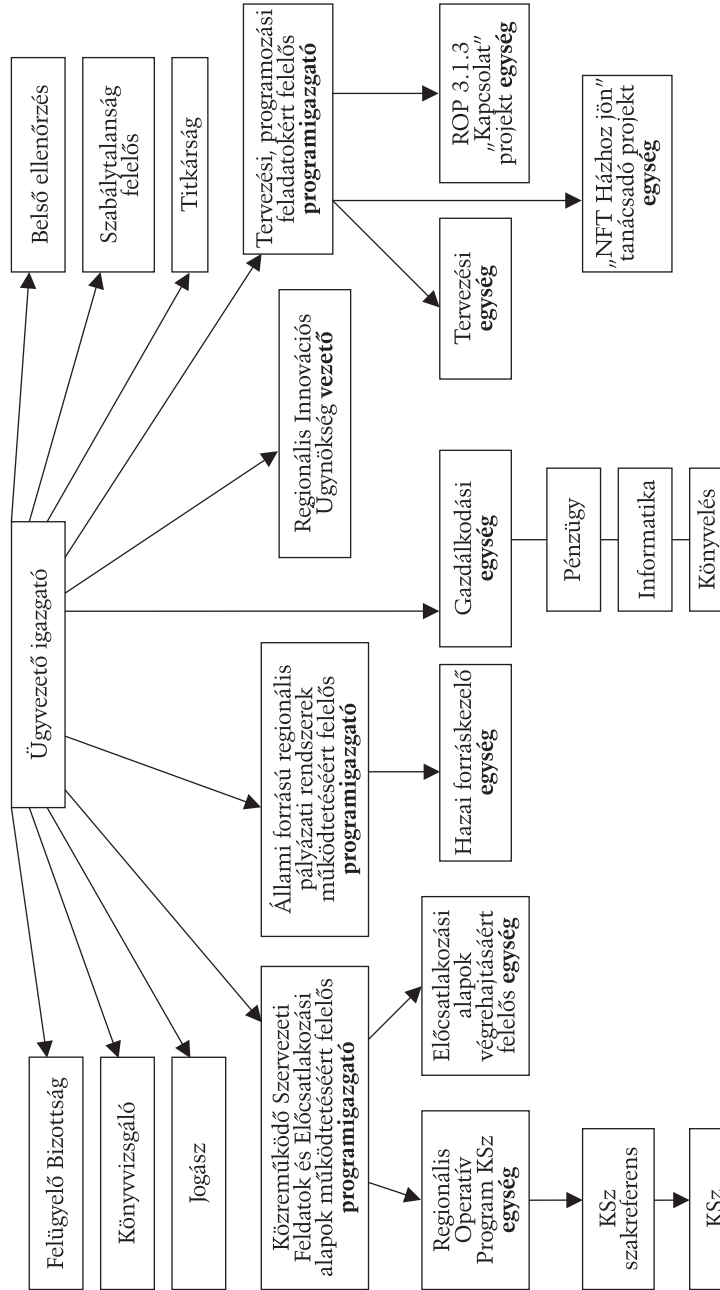 Ügyvezető igazgató
Felügyelő Bizottság
Könyvvizsgáló
Jogász
Belső ellenőrzés
Szabálytalanság
felelős
Titkárság
Közreműködő Szervezeti
Feldatok és Előcsatlakozási
alapok működtetéséért felelős
programigazgató
Állami forrású regionális
pályázati rendszerek
működtetéséért felelős
programigazgató
Regionális Innovációs
Ügynökség vezető
Tervezési, programozási
feladatokért felelős
programigazgató
Regionális
Operatív
Program KSz
egység
Előcsatlakozási
alapok
végrehajtásáért
felelős egység
Hazai forráskezelő
egység
Gazdálkodási
egység
Tervezési
egység
ROP 3.1.3
„Kapcsolat”
projekt egység
„NFT Házhoz jön”
tanácsadó projekt
egység
KSz
szakreferens
KSz
Pénzügy
Informatika
Könyvelés